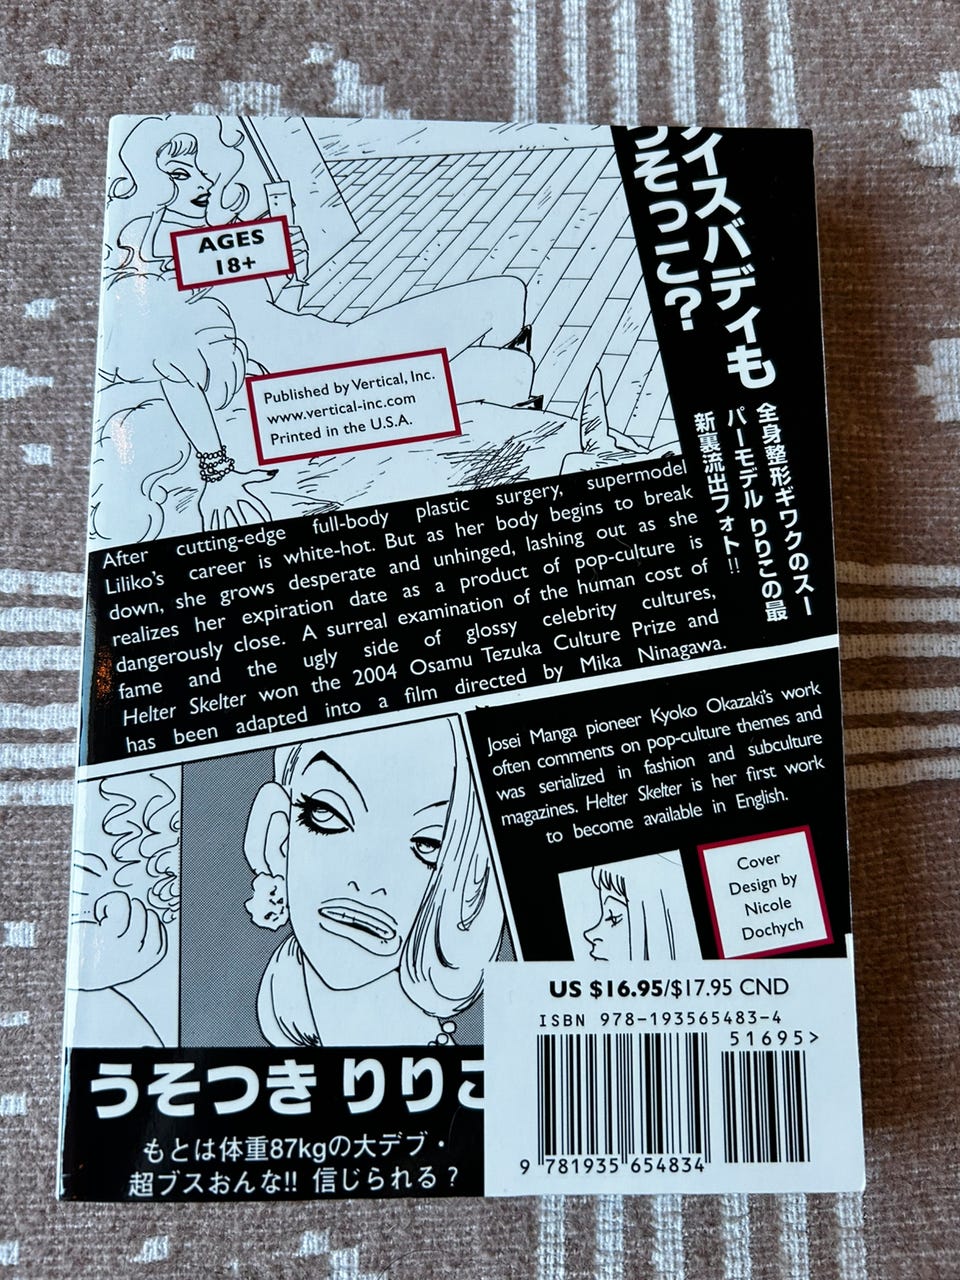 ノイスバディも
うそっこ?
全身整形ギワクのスー
パーモデル りりこの最
新裏流出フォト!!
AGES
18+
Published by Vertical, Inc.
www.vertical-inc.com
Printed in the U.S.A.
After cutting-edge full-body plastic surgery, supermodel
Liliko's career is white-hot. But as her body begins to break
down, she grows desperate and unhinged, lashing out as she
realizes her expiration date as a product of pop-culture is
dangerously close. A surreal examination of the human cost of
fame and the ugly side of glossy celebrity cultures,
Helter Skelter won the 2004 Osamu Tezuka Culture Prize and
has been adapted into a film directed by Mika Ninagawa.
Josei Manga pioneer Kyoko Okazaki's work
often comments on pop-culture themes and
was serialized in fashion and subculture
magazines. Helter Skelter is her first work
to become available in English.
Cover
Design by
Nicole
Dochych
US $16.95/$17.95 CND
ISBN 978-193565483-4
51695>
9 781935 654834
うそつき りりこ
もとは体重87kgの大デブ・
超ブスおんな!! 信じられる?